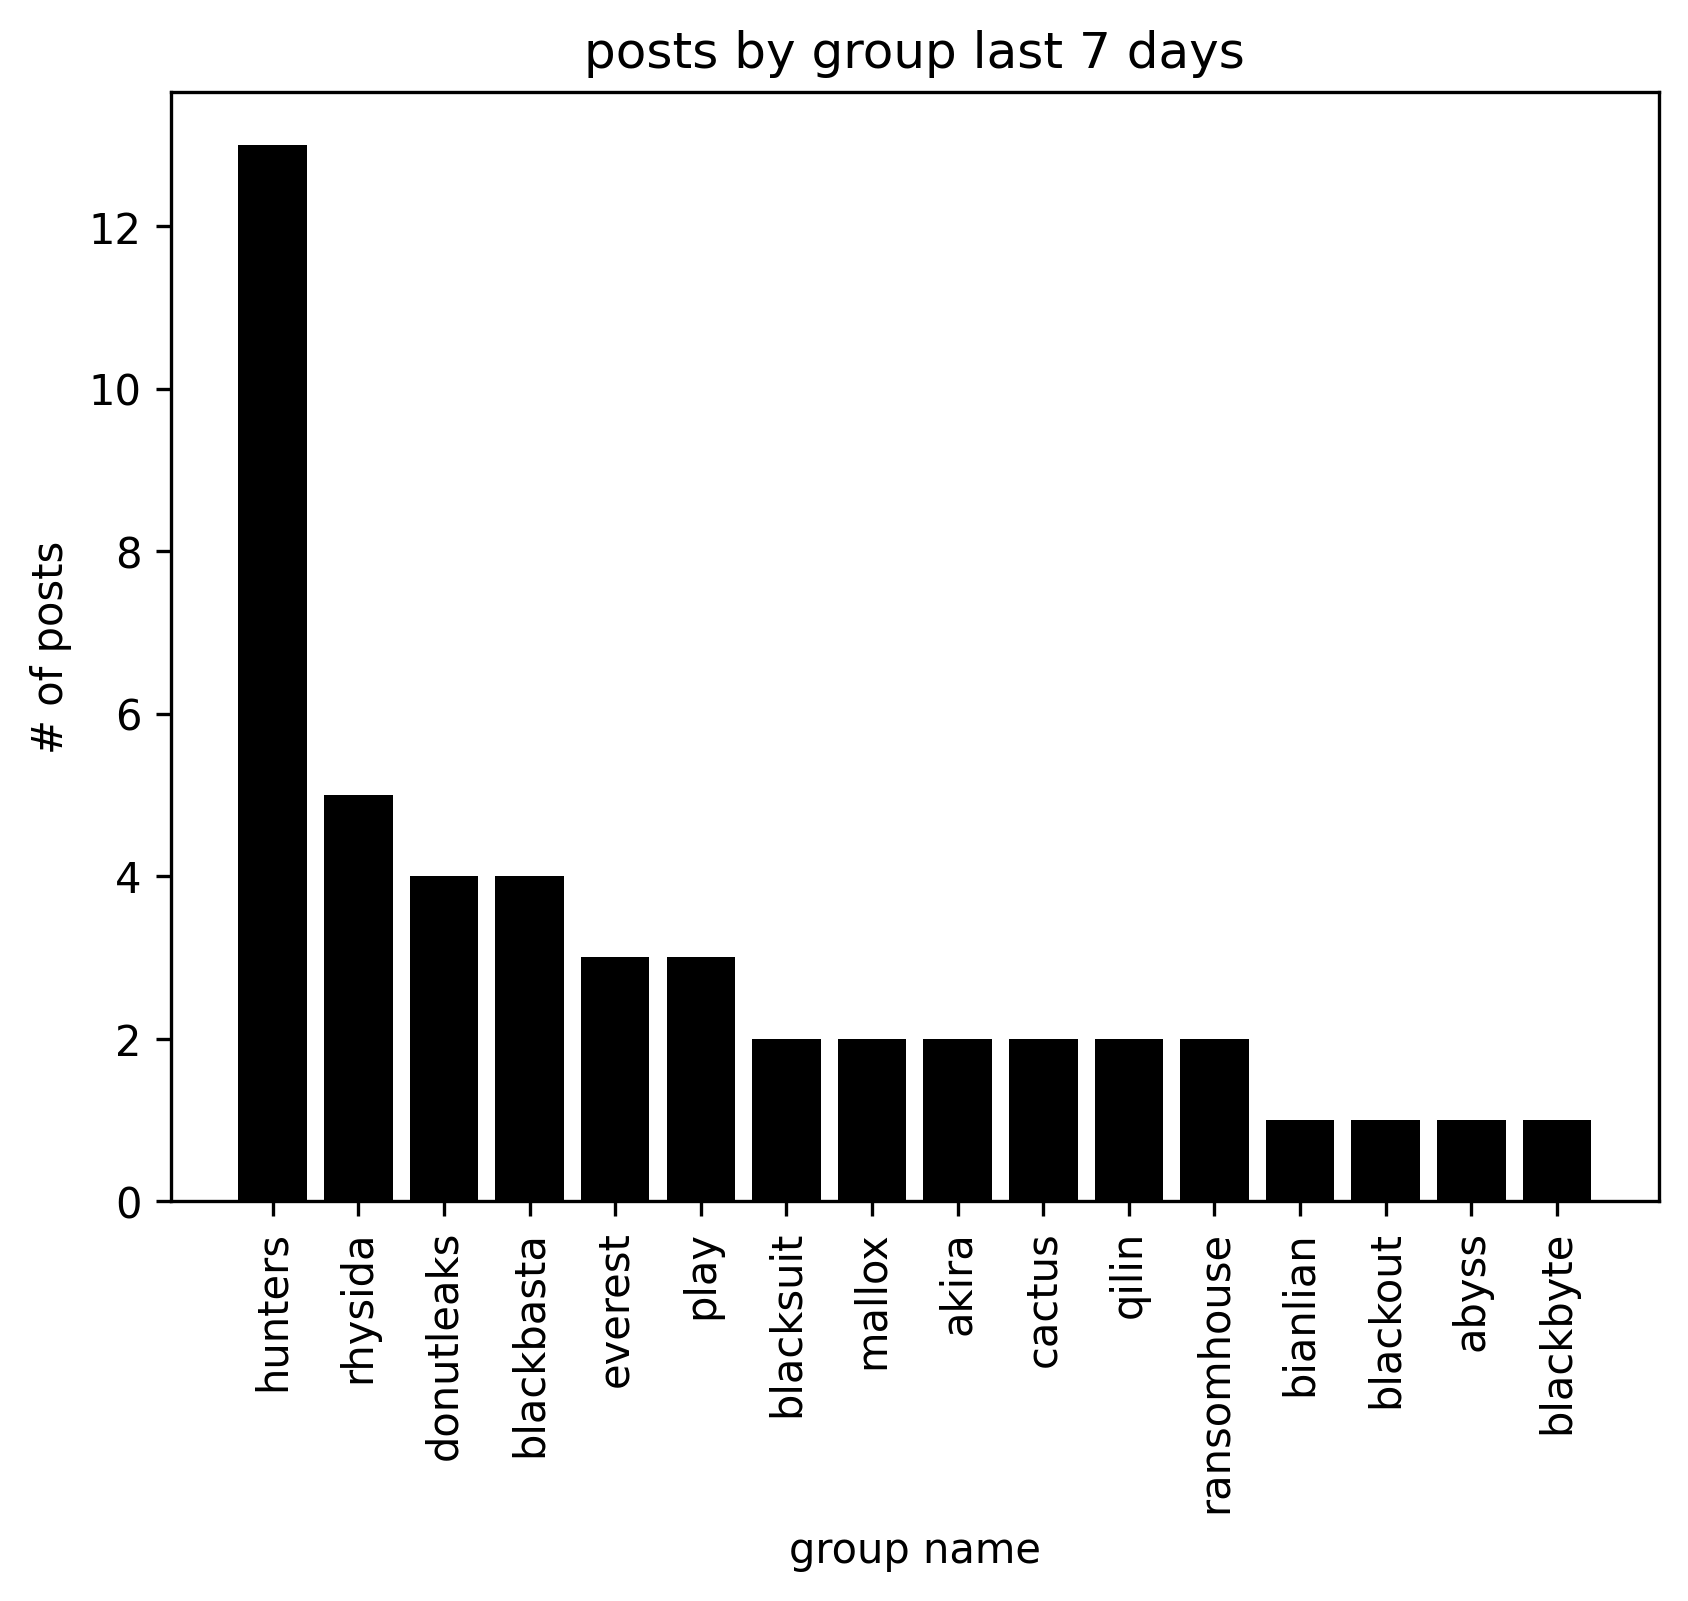 posts by group last 7 days
12
10
8
6
4
2
0
# of posts
hunters
rhysida
donutleaks
blackbasta
everest
play
blacksuit
mallox
akira
cactus
qilin
ransomhouse
bianlian
blackout
abyss
blackbyte
group name